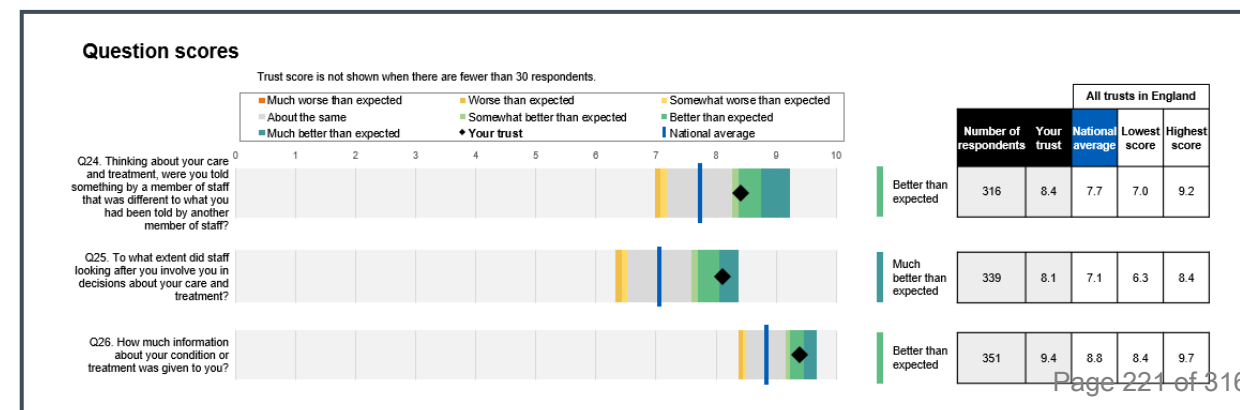 Question scores
Trust score is not shown when there are fewer than 30 respondents.
Much worse than expected
Worse than expected
Somewhat worse than expected
About the same
Somewhat better than expected
Better than expected
Much better than expected
Your trust
National average
All trusts in England
Number of respondents
Your trust
National average
Lowest score
Highest score
0 1 2 3 4 5 6 7 8 9 10
Q24. Thinking about your care
and treatment, were you told
something by a member of staff
that was different to what you
had been told by another
member of staff?
Better than
expected
316 8.4 7.7 7.0 9.2
Q25. To what extent did staff
looking after you involve you in
decisions about your care and
treatment?
Much
better than
expected
339 8.1 7.1 6.3 8.4
Q26. How much information
about your condition or
treatment was given to you?
Better than
expected
351 9.4 8.8 8.4 9.7
Page 221 of 316